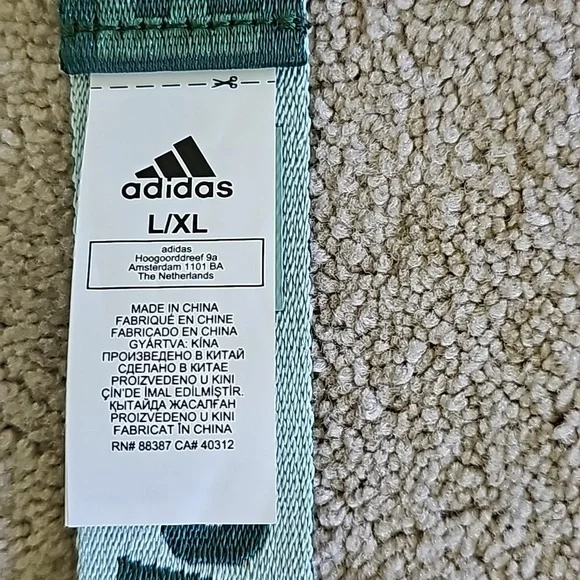 adidas
L/XL
adidas
Hoogoorddreef 9a
Amsterdam 1101 BA
The Netherlands
MADE IN CHINA
FABRIQUÉ EN CHINE
FABRICADO EN CHINA
GYÁRTVA: KÍNA
ПРОИЗВЕДЕНО В КИТАЙ
СДЕЛАНО В КИТАЕ
PROIZVEDENO U KINI
ÇİN'DE İMAL EDİLMİŞTİR.
ҚЫТАЙДА ЖАСАЛҒАН
PROIZVEDENO U KINI
FABRICAT ÎN CHINA
RN# 88387 CA# 40312